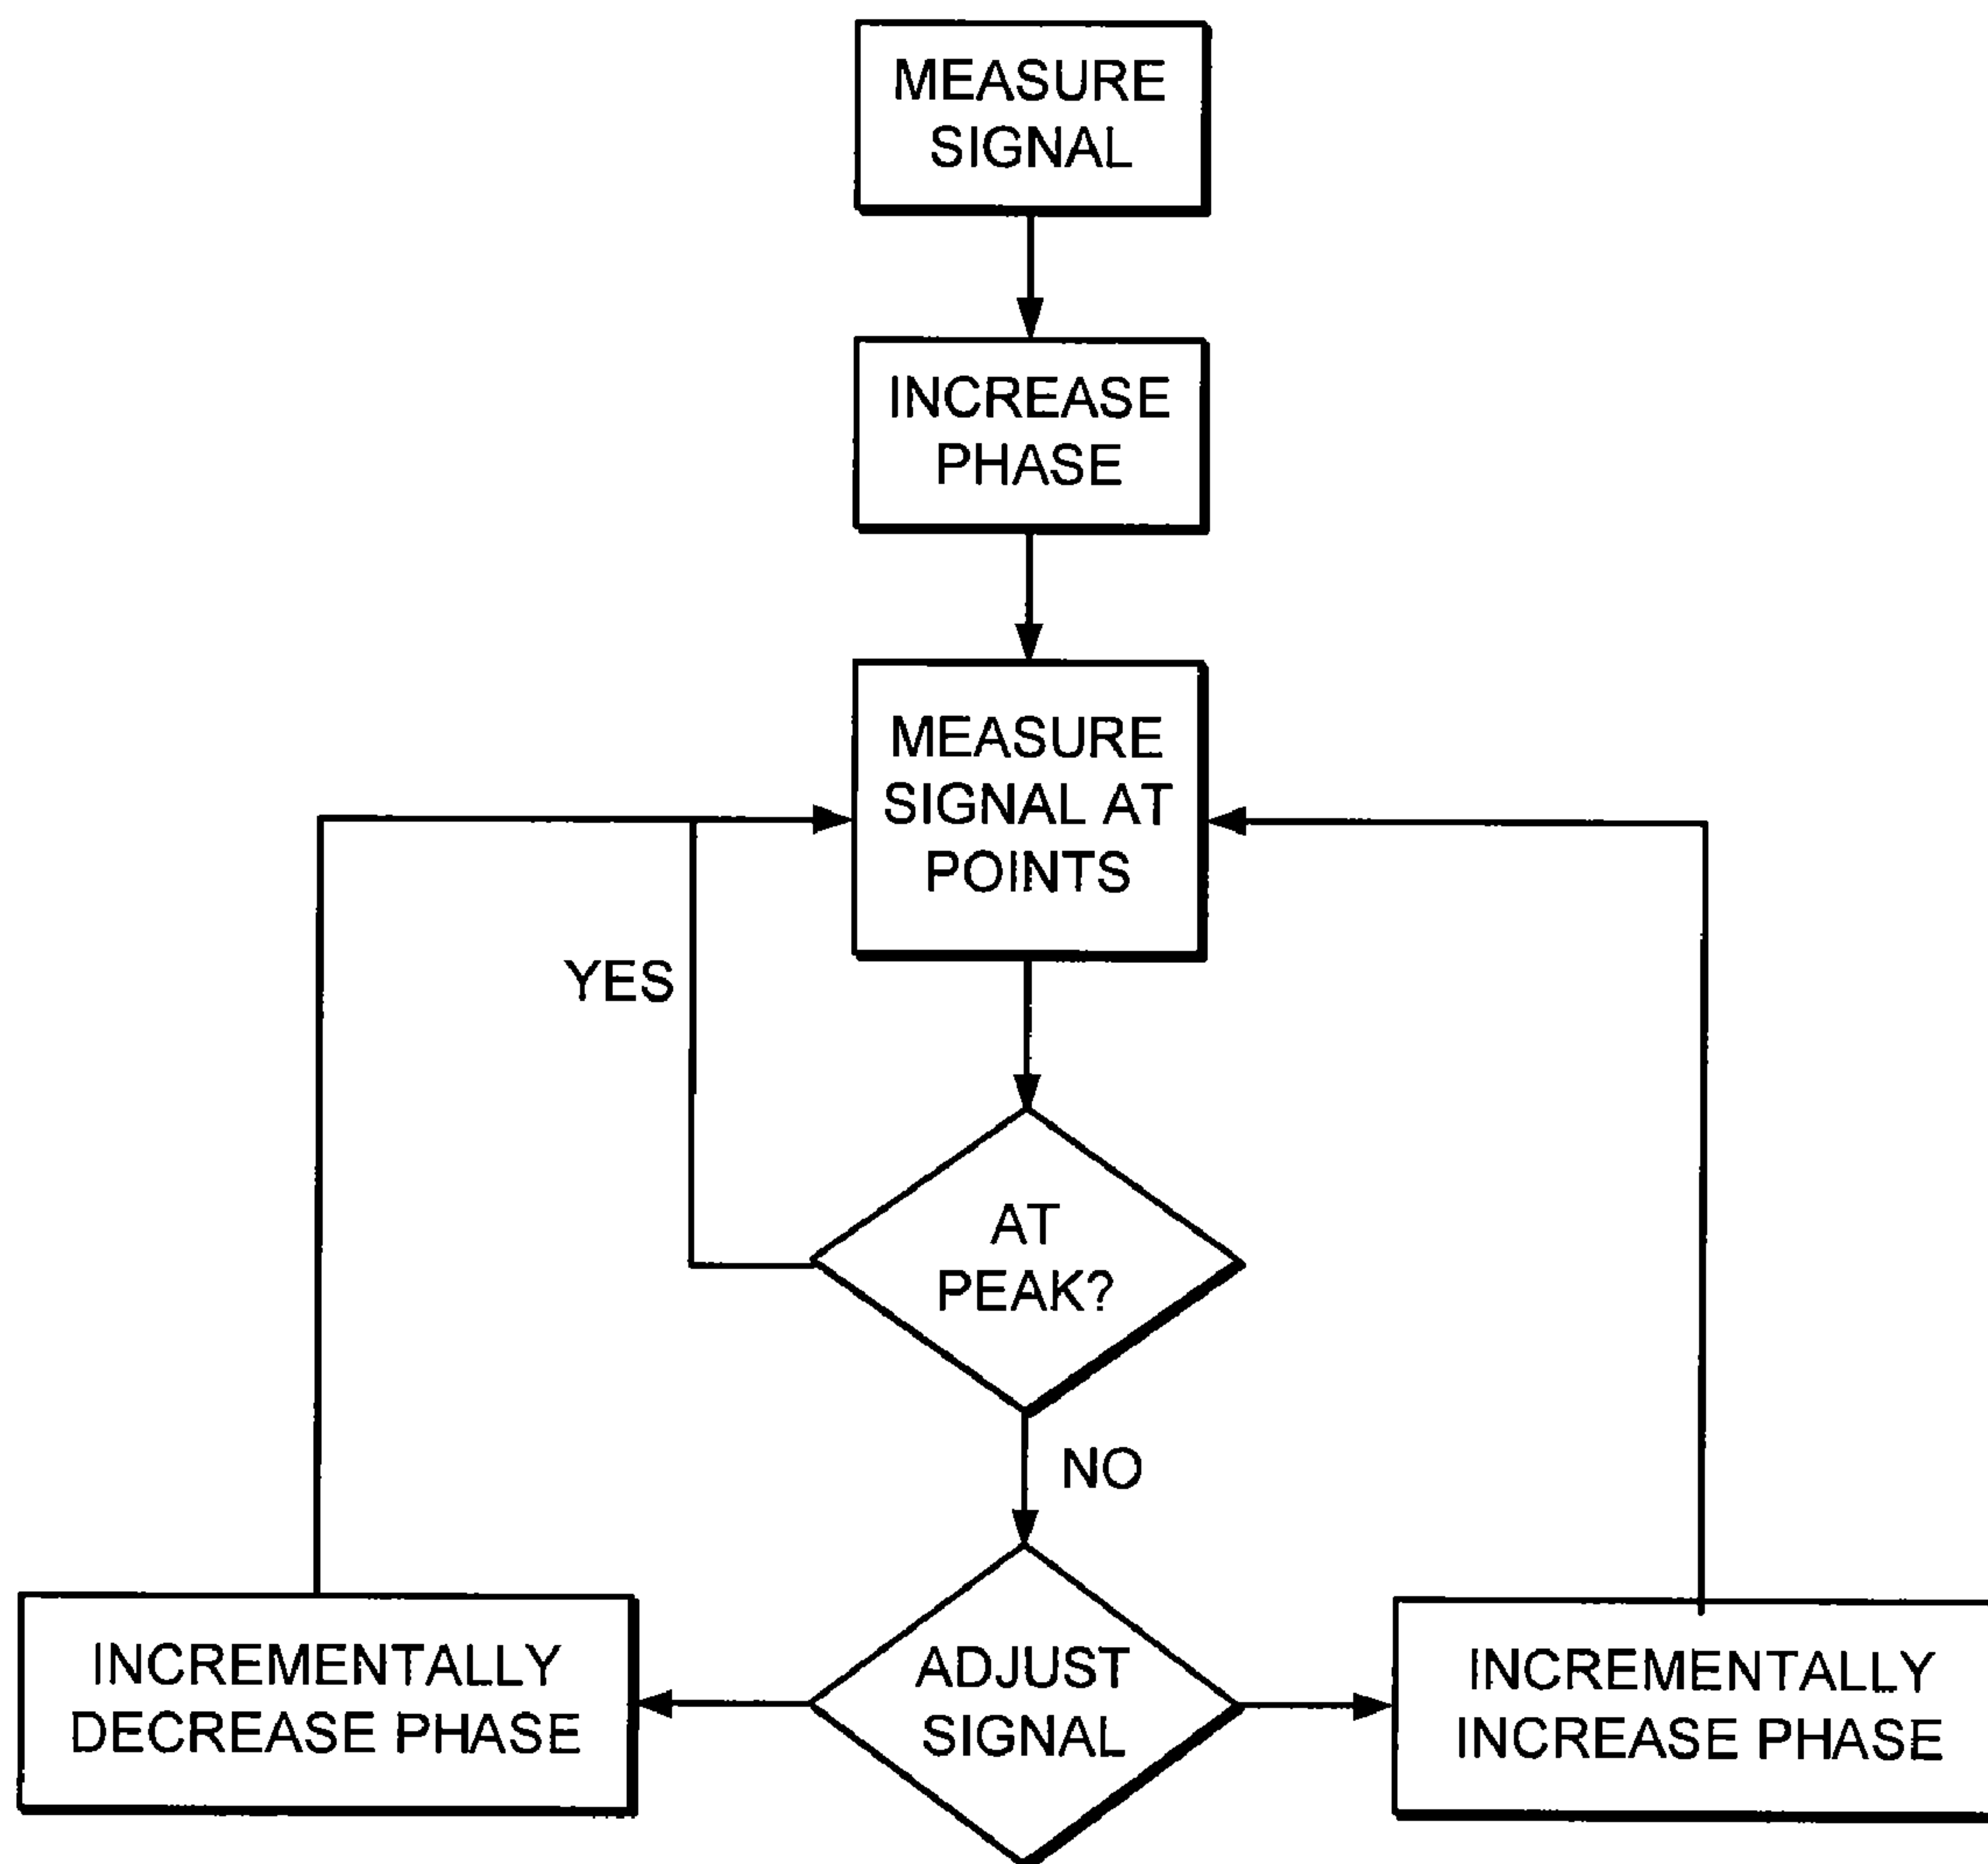 MEASURE
SIGNAL
INCREASE
PHASE
MEASURE
SIGNAL AT
POINTS
YES
AT
PEAK?
NO
INCREMENTALLY
DECREASE PHASE
ADJUST
SIGNAL
INCREMENTALLY
INCREASE PHASE